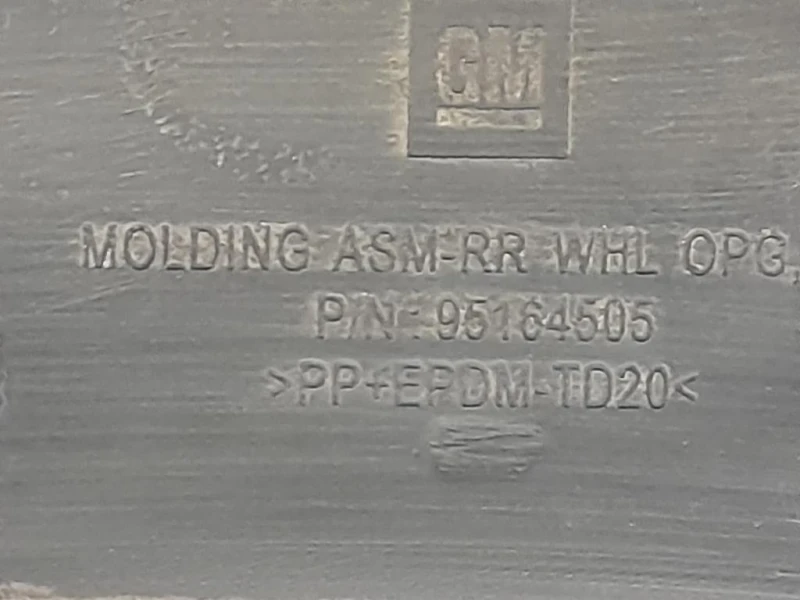 GM
MOLDING ASM-RR WHL OPG,
P/N : 95164505
>PP+EPDM-TD20<